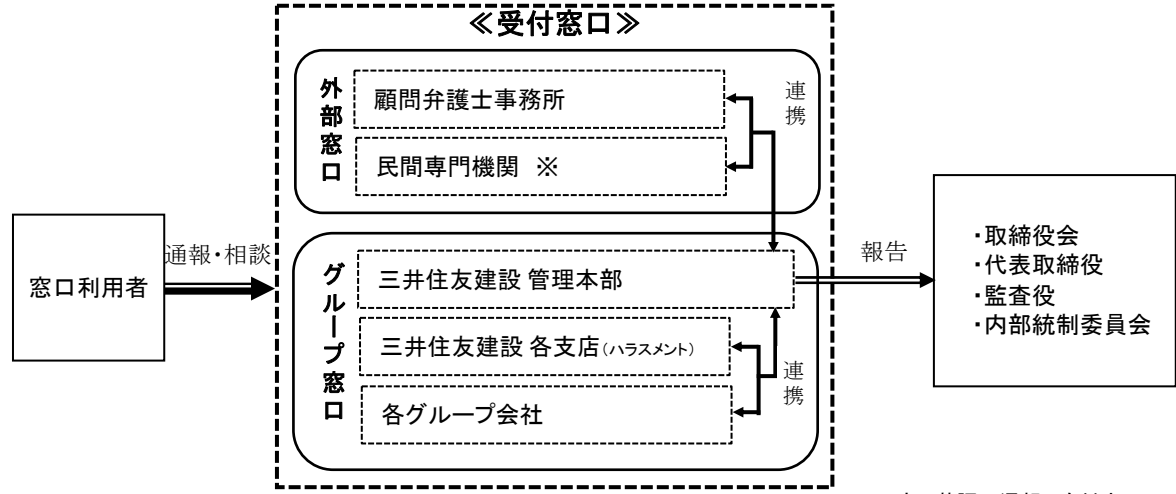 ≪受付窓口≫
外部窓口
顧問弁護士事務所
民間専門機関 ※
連携
窓口利用者
通報・相談
グループ窓口
三井住友建設 管理本部
三井住友建設 各支店(ハラスメント)
各グループ会社
連携
報告
・取締役会
・代表取締役
・監査役
・内部統制委員会